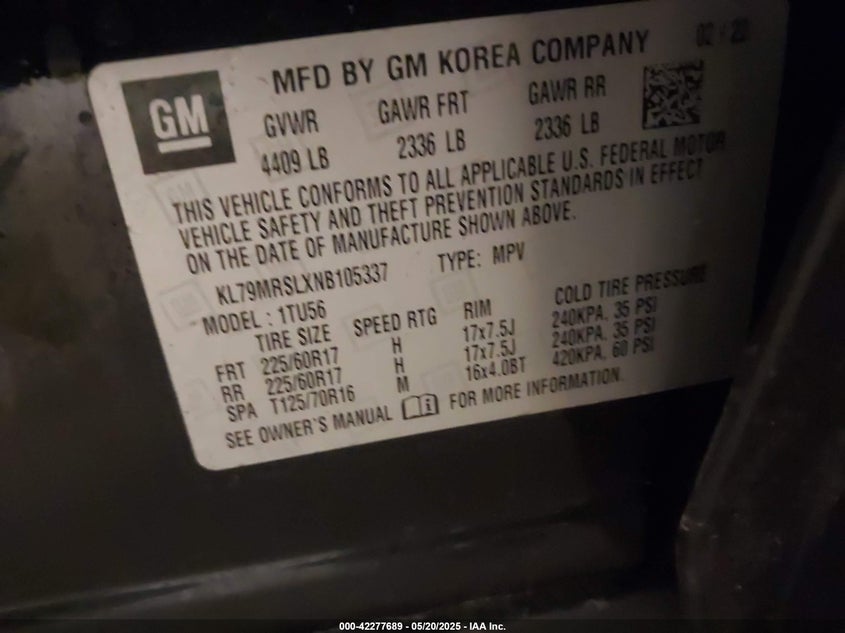 GM
MFD BY GM KOREA COMPANY
GVWR GAWR FRT GAWR RR
4409 LB 2336 LB 2336 LB
THIS VEHICLE CONFORMS TO ALL APPLICABLE U.S. FEDERAL MOTOR
VEHICLE SAFETY AND THEFT PREVENTION STANDARDS IN EFFECT
ON THE DATE OF MANUFACTURE SHOWN ABOVE.
KL79MRSLXNB105337 TYPE: MPV
MODEL : 1TU56
TIRE SIZE SPEED RTG RIM COLD TIRE PRESSURE
FRT 225/60R17 H 17x7.5J 240KPA. 35 PSI
RR 225/60R17 H 17x7.5J 240KPA. 35 PSI
SPA T125/70R16 M 16x4.0BT 420KPA. 60 PSI
SEE OWNER'S MANUAL FOR MORE INFORMATION.
000-42277689 - 05/20/2025 - IAA Inc.